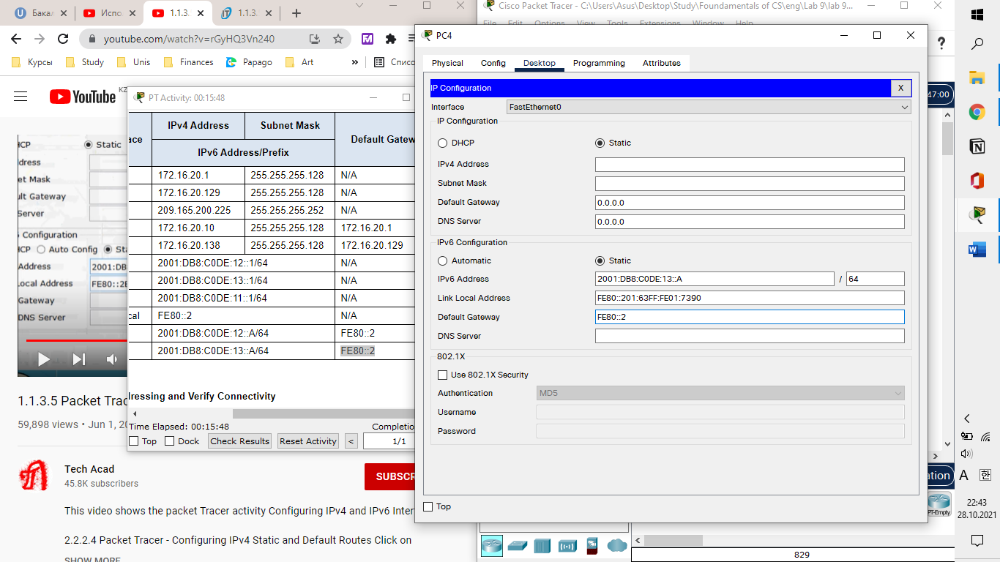 Бака
Испо
1.1.3.
1.1.3.
youtube.com/watch?v=rGyHQ3Vn240
Курсы
Study
Unis
Finances
Papago
Art
»
Списо
YouTube
KZ
HCP
Static
dress
et Mask
ult Gateway
Server
Configuration
HCP
Auto Config
Sta
Address
2001:DB8
Local Address
FE80::2E
Gateway
DNS Server
1.1.3.5 Packet Trac
59,898 views • Jun 1, 20
Tech Acad
45.8K subscribers
SUBSCR
This video shows the packet Tracer activity Configuring IPv4 and IPv6 Inter
2.2.2.4 Packet Tracer - Configuring IPv4 Static and Default Routes Click on
SHOW MORE
PT Activity: 00:15:48
ace
IPv4 Address
Subnet Mask
Default Gatew
IPv6 Address/Prefix
172.16.20.1 255.255.255.128 N/A
172.16.20.129 255.255.255.128 N/A
209.165.200.225 255.255.255.252 N/A
172.16.20.10 255.255.255.128 172.16.20.1
172.16.20.138 255.255.255.128 172.16.20.129
2001:DB8:C0DE:12::1/64 N/A
2001:DB8:C0DE:13::1/64 N/A
2001:DB8:C0DE:11::1/64 N/A
cal FE80::2 N/A
2001:DB8:C0DE:12::A/64 FE80::2
2001:DB8:C0DE:13::A/64 FE80::2
dressing and Verify Connectivity
Time Elapsed: 00:15:48
Completio
Top
Dock
Check Results
Reset Activity
<
1/1
Cisco Packet Tracer - C:\Users\Asus\Desktop\Study\Foundamentals of CS\eng\Lab 9\lab 9...
File Edit Options View Tools Extensions Window Help
PC4
Physical Config Desktop Programming Attributes
IP Configuration
X
Interface FastEthernet0
IP Configuration
DHCP Static
IPv4 Address
Subnet Mask
Default Gateway 0.0.0.0
DNS Server 0.0.0.0
IPv6 Configuration
Automatic Static
IPv6 Address 2001:DB8:C0DE:13::A / 64
Link Local Address FE80::201:63FF:FE01:7390
Default Gateway FE80::2
DNS Server
802.1X
Use 802.1X Security
Authentication MD5
Username
Password
Top
?
47:00
ation
PT-Empty
829
A
한
22:43
28.10.2021